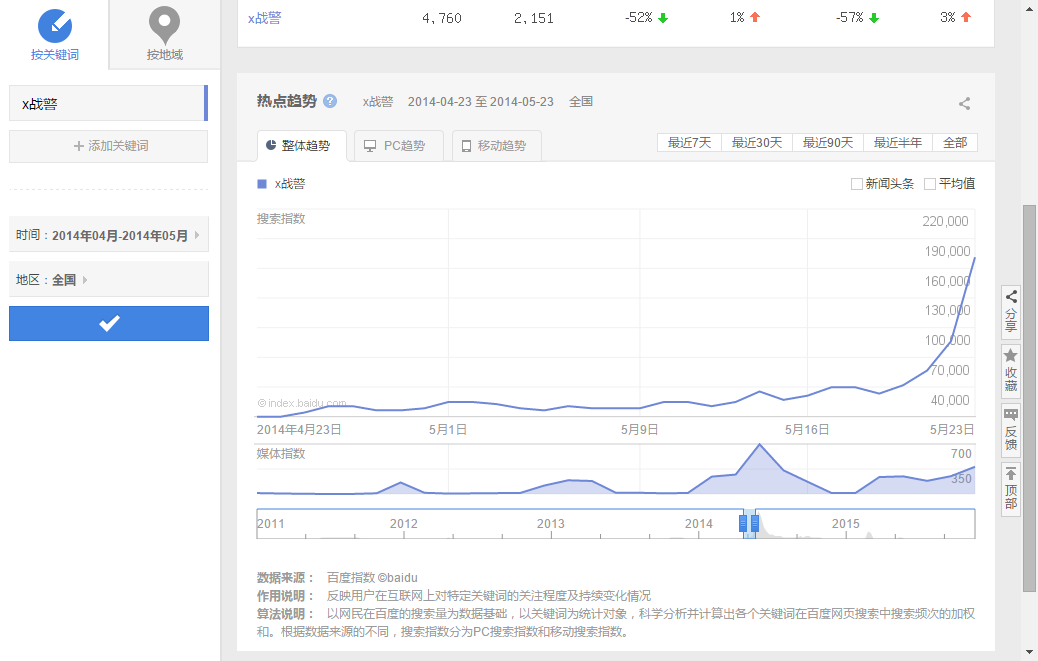 按关键词
按地域
x战警
添加关键词
时间：2014年04月-2014年05月
地区：全国
x战警 4,760 2,151 -52% 1% -57% 3%
热点趋势 ? x战警 2014-04-23 至 2014-05-23 全国
整体趋势 PC趋势 移动趋势
最近7天 最近30天 最近90天 最近半年 全部
x战警
新闻头条 平均值
搜索指数
220,000
190,000
160,000
130,000
100,000
70,000
40,000
©index.baidu.com
2014年4月23日 5月1日 5月9日 5月16日 5月23日
媒体指数
700
350
2011 2012 2013 2014 2015
数据来源： 百度指数 ©baidu
作用说明： 反映用户在互联网上对特定关键词的关注程度及持续变化情况
算法说明： 以网民在百度的搜索量为数据基础，以关键词为统计对象，科学分析并计算出各个关键词在百度网页搜索中搜索频次的加权
和。根据数据来源的不同，搜索指数分为PC搜索指数和移动搜索指数。
分享
收藏
反馈
顶部